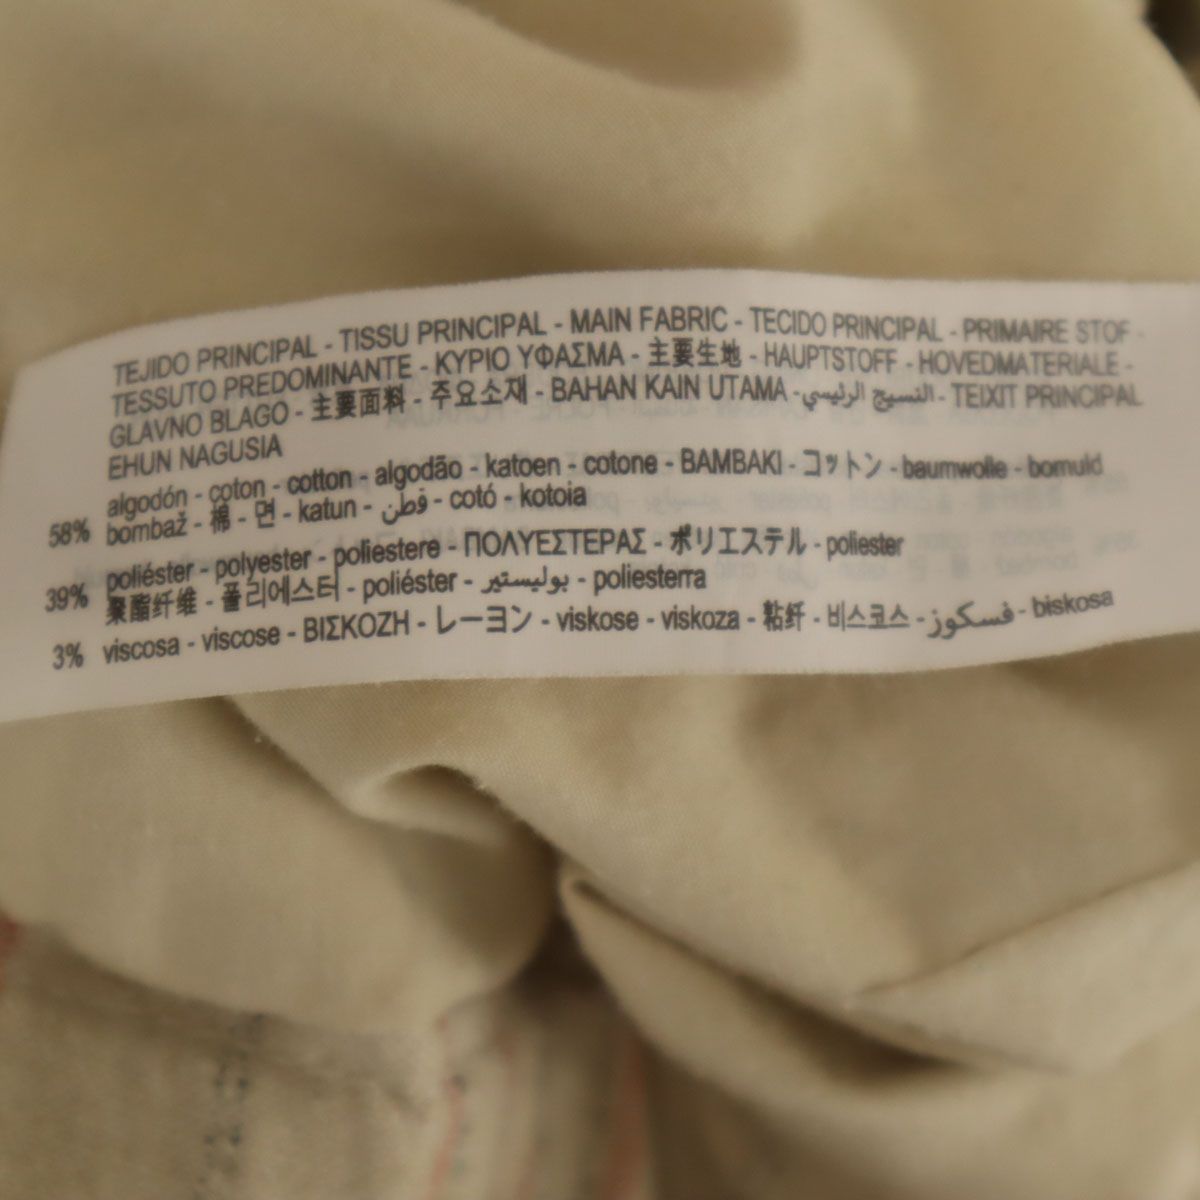 TEJIDO PRINCIPAL - TISSU PRINCIPAL - MAIN FABRIC - TECIDO PRINCIPAL - PRIMAIRE STOF -
TESSUTO PREDOMINANTE - ΚΥΡΙΟ ΥΦΑΣΜΑ - 主要生地 - HAUPTSTOFF - HOVEDMATERIALE -
GLAVNO BLAGO - 主要面料 - 주요소재 - BAHAN KAIN UTAMA - النسيج الرئيسي - TEIXIT PRINCIPAL
EHUN NAGUSIA
58% algodón - coton - cotton - algodão - katoen - cotone - BAMBAKI - コットン - baumwolle - bomuld
bombaž - 棉 - 면 - katun - قطن - cotó - kotoia
39% poliéster - polyester - poliestere - ΠΟΛΥΕΣΤΕΡΑΣ - ポリエステル - poliester
聚酯纤维 - 폴리에스터 - poliéster - بوليستير - poliesterra
3% viscosa - viscose - ΒΙΣΚΟΖΗ - レーヨン - viskose - viskoza - 粘纤 - 비스코스 - فسكوز - biskosa